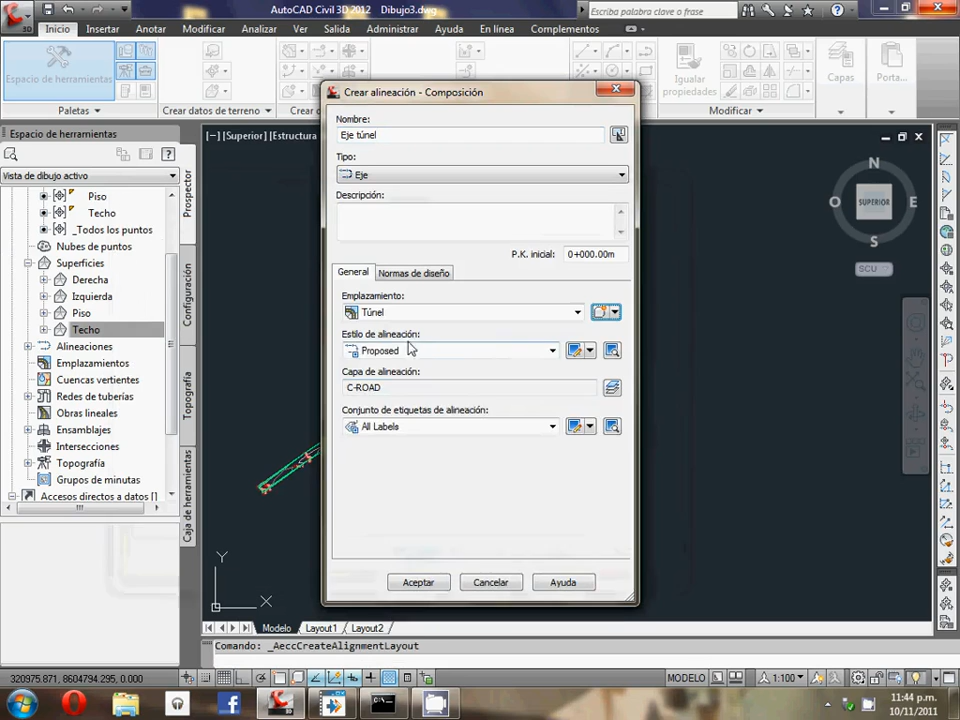 AutoCAD Civil 3D 2012 Dibujo3.dwg
Escriba palabra clave o frase
Inicio
Insertar
Anotar
Modificar
Analizar
Ver
Salida
Administrar
Ayuda
En línea
Complementos
Espacio de herramientas
Igualar
propiedades
Capas
Porta...
Paletas
Crear datos de terreno
Crear d
Modificar
Espacio de herramientas
Vista de dibujo activo
Piso
Techo
_Todos los puntos
Nubes de puntos
Superficies
Derecha
Izquierda
Piso
Techo
Alineaciones
Emplazamientos
Cuencas vertientes
Redes de tuberías
Obras lineales
Ensamblajes
Intersecciones
Topografía
Grupos de minutas
Accesos directos a datos []
Prospector
Configuración
Topografía
Caja de herramientas
[−] [Superior] [Estructura
N
O
SUPERIOR
E
S
SCU
Crear alineación - Composición
Nombre:
Eje túnel
Tipo:
Eje
Descripción:
P.K. inicial:
0+000.00m
General
Normas de diseño
Emplazamiento:
Túnel
Estilo de alineación:
Proposed
Capa de alineación:
C-ROAD
Conjunto de etiquetas de alineación:
All Labels
Aceptar
Cancelar
Ayuda
Y
X
Modelo
Layout1
Layout2
Comando: _AeccCreateAlignmentLayout
320975.871, 8604794.295, 0.000
MODELO
1:100
11:44 p.m.
10/11/2011